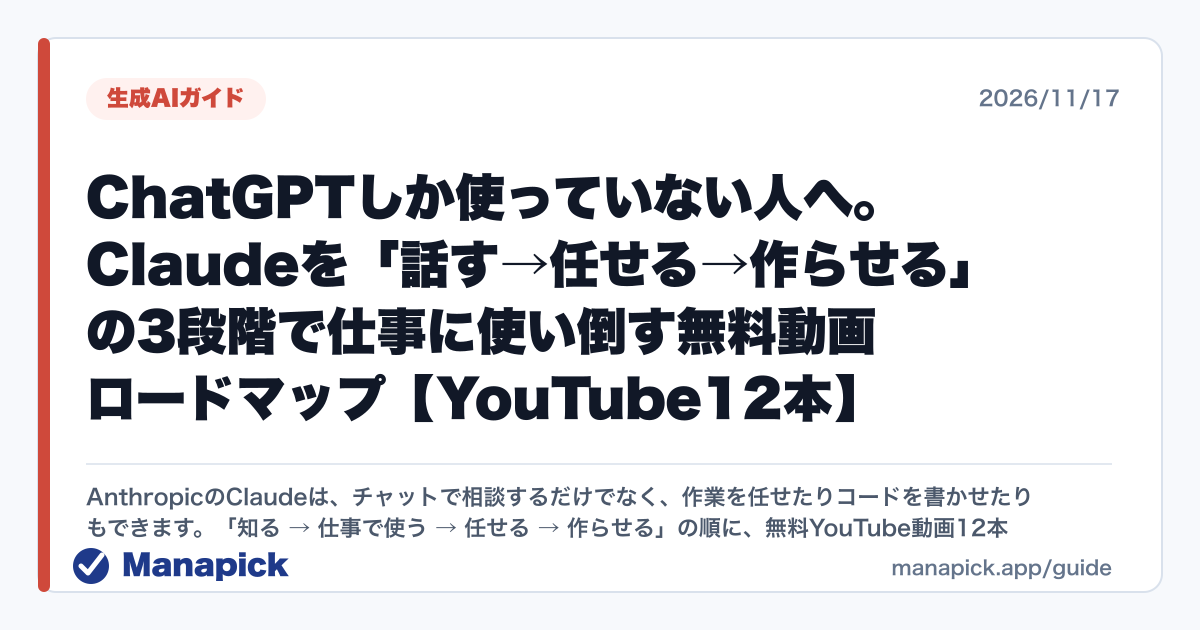 生成AIガイド
2026/11/17
ChatGPTしか使っていない人へ。
Claudeを「話す→任せる→作らせる」
の3段階で仕事に使い倒す無料動画
ロードマップ【YouTube12本】
AnthropicのClaudeは、チャットで相談するだけでなく、作業を任せたりコードを書かせたり
もできます。「知る → 仕事で使う → 任せる → 作らせる」の順に、無料YouTube動画12本
Manapick
manapick.app/guide